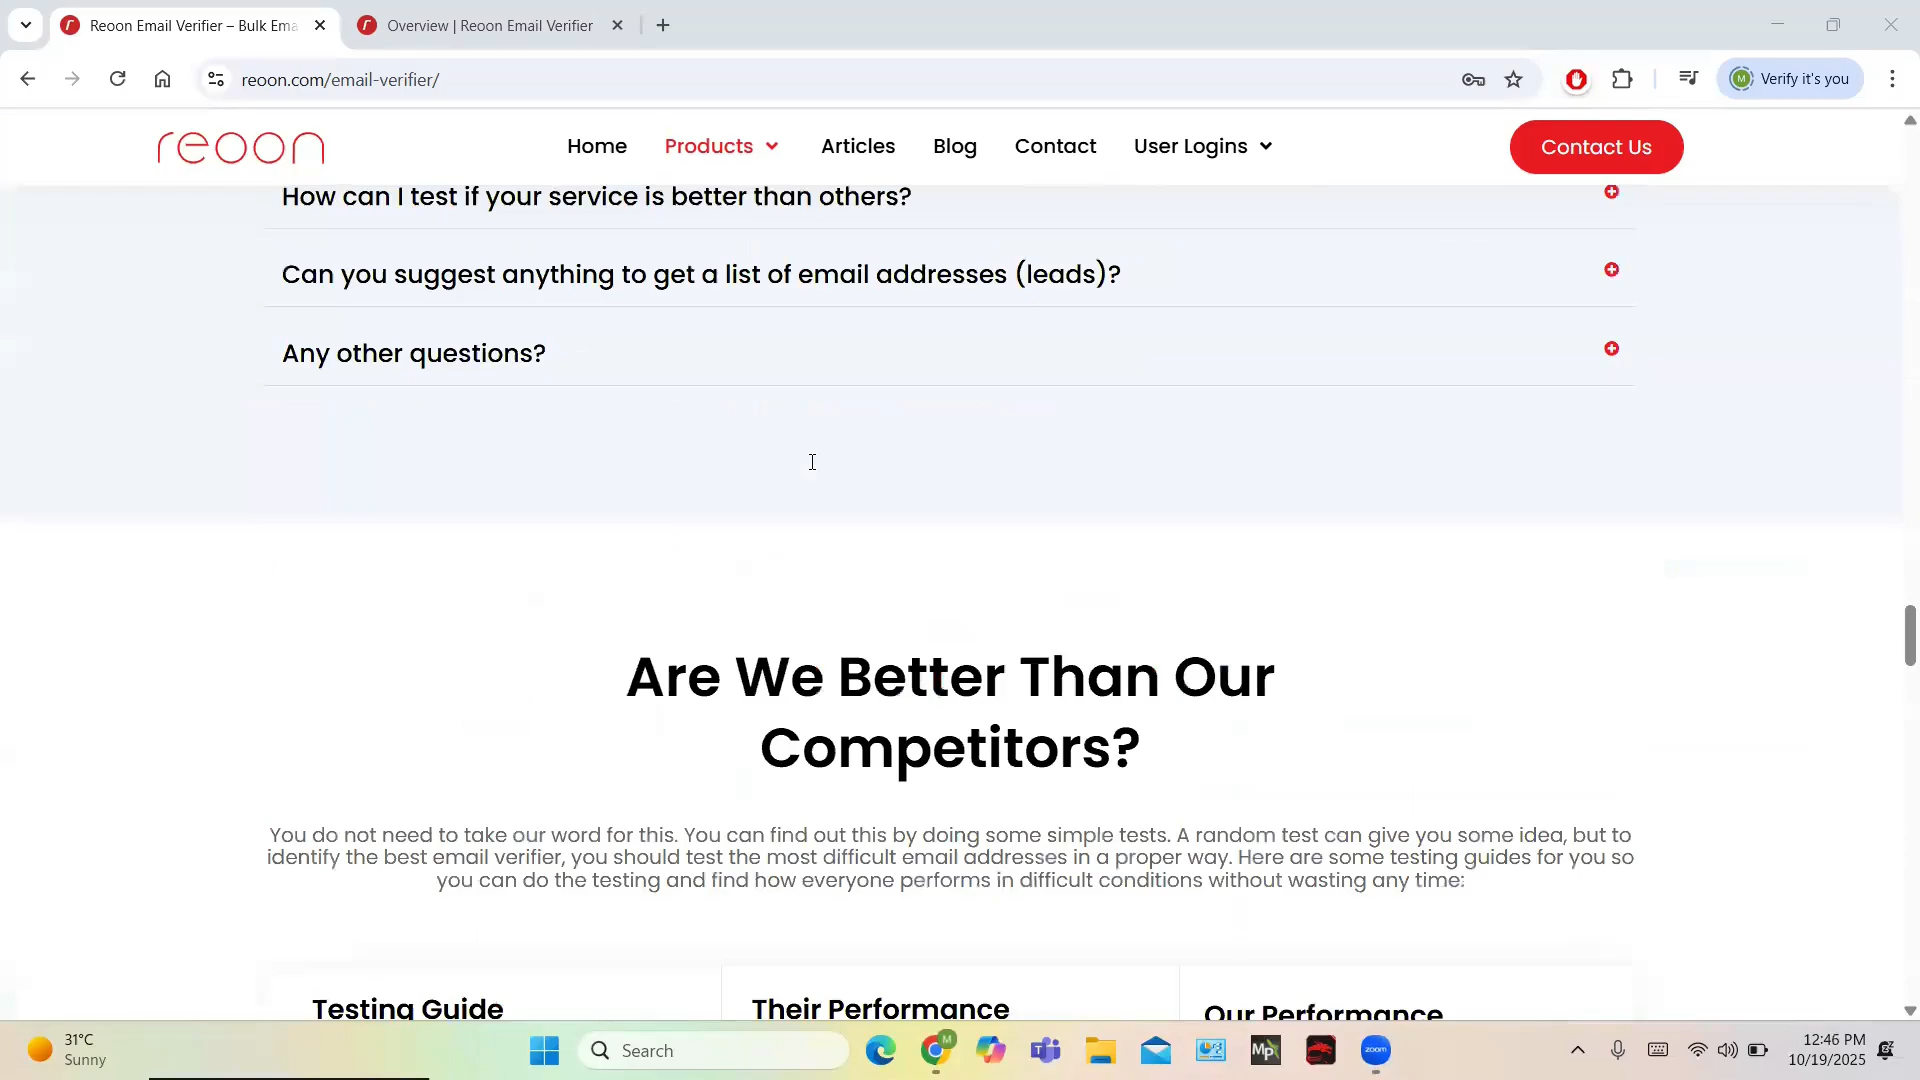 Reoon Email Verifier – Bulk Ema
Overview | Reoon Email Verifier
reoon.com/email-verifier/
Verify it's you
reoon
Home
Products
Articles
Blog
Contact
User Logins
Contact Us
How can I test if your service is better than others?
Can you suggest anything to get a list of email addresses (leads)?
Any other questions?
Are We Better Than Our
Competitors?
You do not need to take our word for this. You can find out this by doing some simple tests. A random test can give you some idea, but to
identify the best email verifier, you should test the most difficult email addresses in a proper way. Here are some testing guides for you so
you can do the testing and find how everyone performs in difficult conditions without wasting any time:
Testing Guide
Their Performance
Our Performance
31°C
Sunny
Search
M
Mp
zoom
12:46 PM
10/19/2025